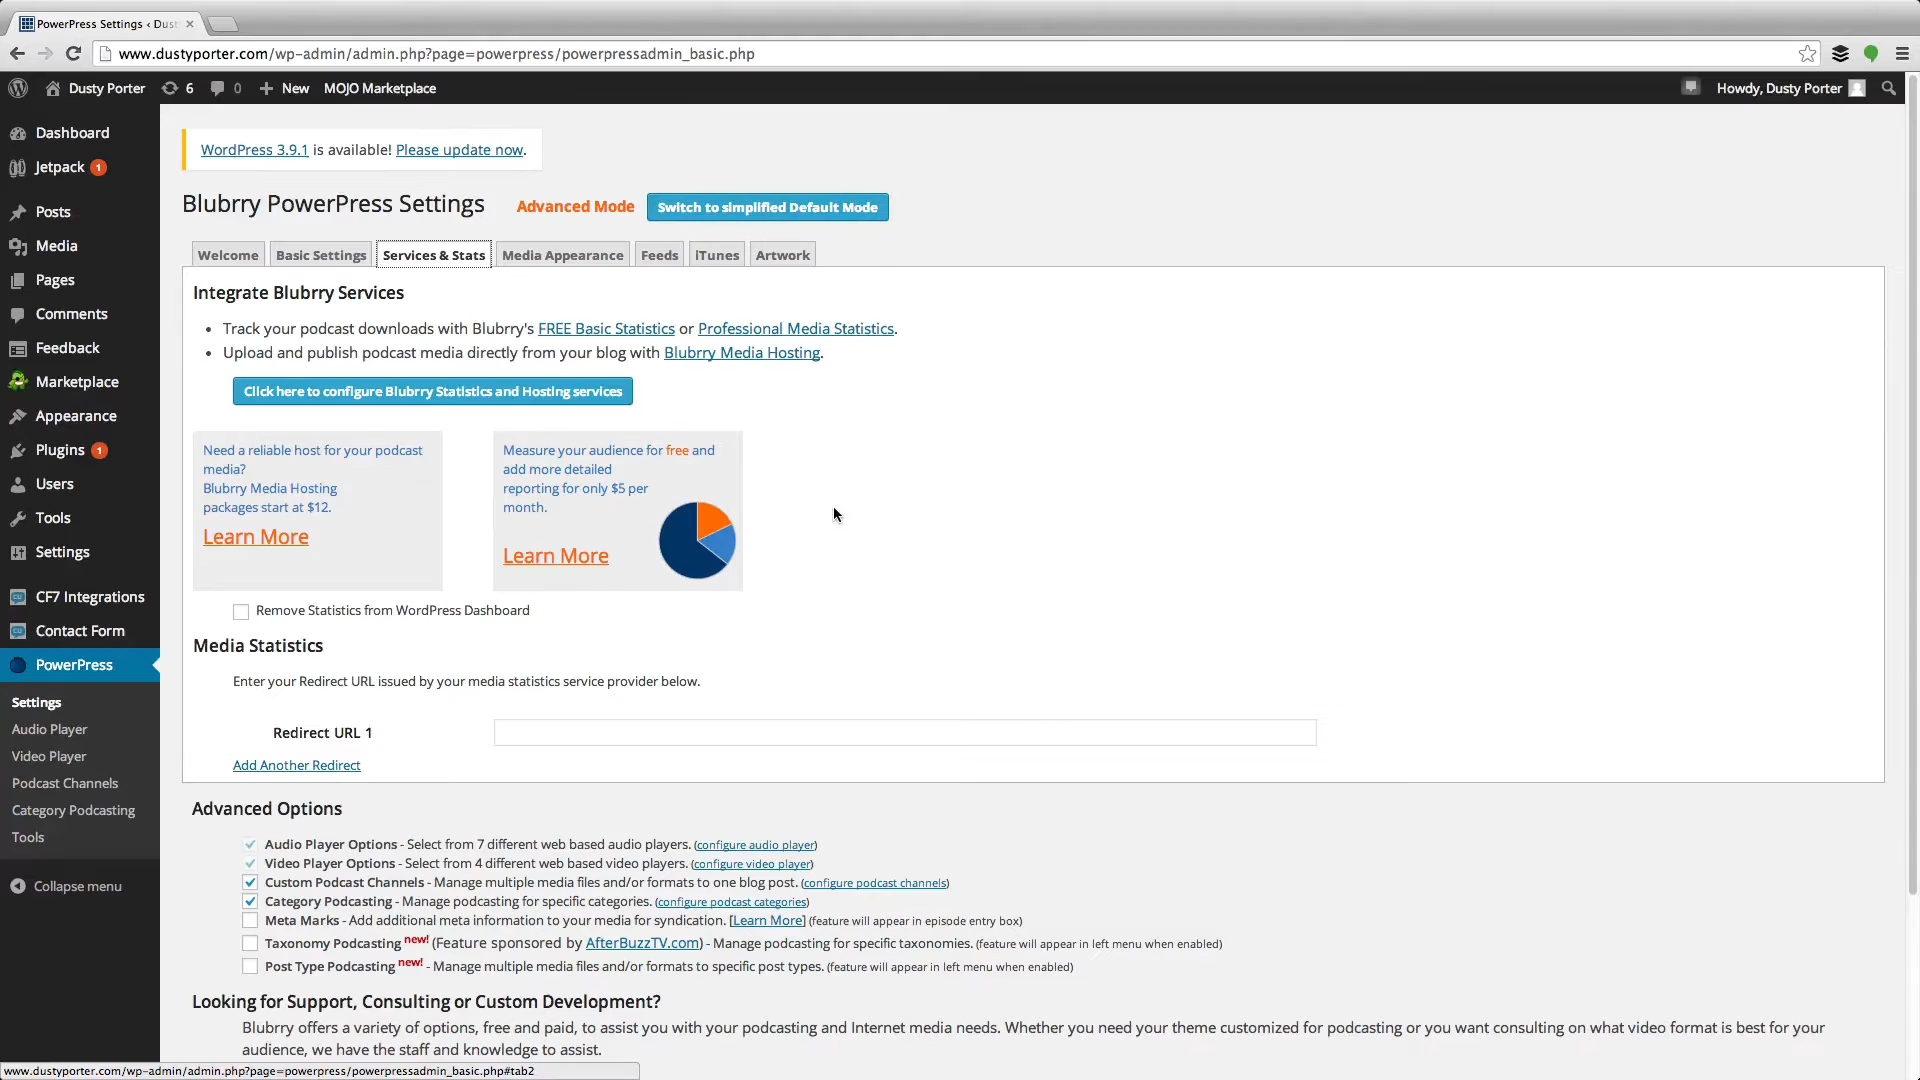 PowerPress Settings ‹ Dust
www.dustyporter.com/wp-admin/admin.php?page=powerpress/powerpressadmin_basic.php
Dusty Porter 6 0 New MOJO Marketplace Howdy, Dusty Porter
Dashboard
Jetpack 1
Posts
Media
Pages
Comments
Feedback
Marketplace
Appearance
Plugins 1
Users
Tools
Settings
CF7 Integrations
Contact Form
PowerPress
Settings
Audio Player
Video Player
Podcast Channels
Category Podcasting
Tools
Collapse menu
WordPress 3.9.1 is available! Please update now.
Blubrry PowerPress Settings Advanced Mode Switch to simplified Default Mode
Welcome Basic Settings Services & Stats Media Appearance Feeds iTunes Artwork
Integrate Blubrry Services
• Track your podcast downloads with Blubrry's FREE Basic Statistics or Professional Media Statistics.
• Upload and publish podcast media directly from your blog with Blubrry Media Hosting.
Click here to configure Blubrry Statistics and Hosting services
Need a reliable host for your podcast
media?
Blubrry Media Hosting
packages start at $12.
Learn More
Measure your audience for free and
add more detailed
reporting for only $5 per
month.
Learn More
Remove Statistics from WordPress Dashboard
Media Statistics
Enter your Redirect URL issued by your media statistics service provider below.
Redirect URL 1
Add Another Redirect
Advanced Options
Audio Player Options - Select from 7 different web based audio players. (configure audio player)
Video Player Options - Select from 4 different web based video players. (configure video player)
Custom Podcast Channels - Manage multiple media files and/or formats to one blog post. (configure podcast channels)
Category Podcasting - Manage podcasting for specific categories. (configure podcast categories)
Meta Marks - Add additional meta information to your media for syndication. [Learn More] (feature will appear in episode entry box)
Taxonomy Podcasting new! (Feature sponsored by AfterBuzzTV.com) - Manage podcasting for specific taxonomies. (feature will appear in left menu when enabled)
Post Type Podcasting new! - Manage multiple media files and/or formats to specific post types. (feature will appear in left menu when enabled)
Looking for Support, Consulting or Custom Development?
Blubrry offers a variety of options, free and paid, to assist you with your podcasting and Internet media needs. Whether you need your theme customized for podcasting or you want consulting on what video format is best for your
audience, we have the staff and knowledge to assist.
www.dustyporter.com/wp-admin/admin.php?page=powerpress/powerpressadmin_basic.php#tab2